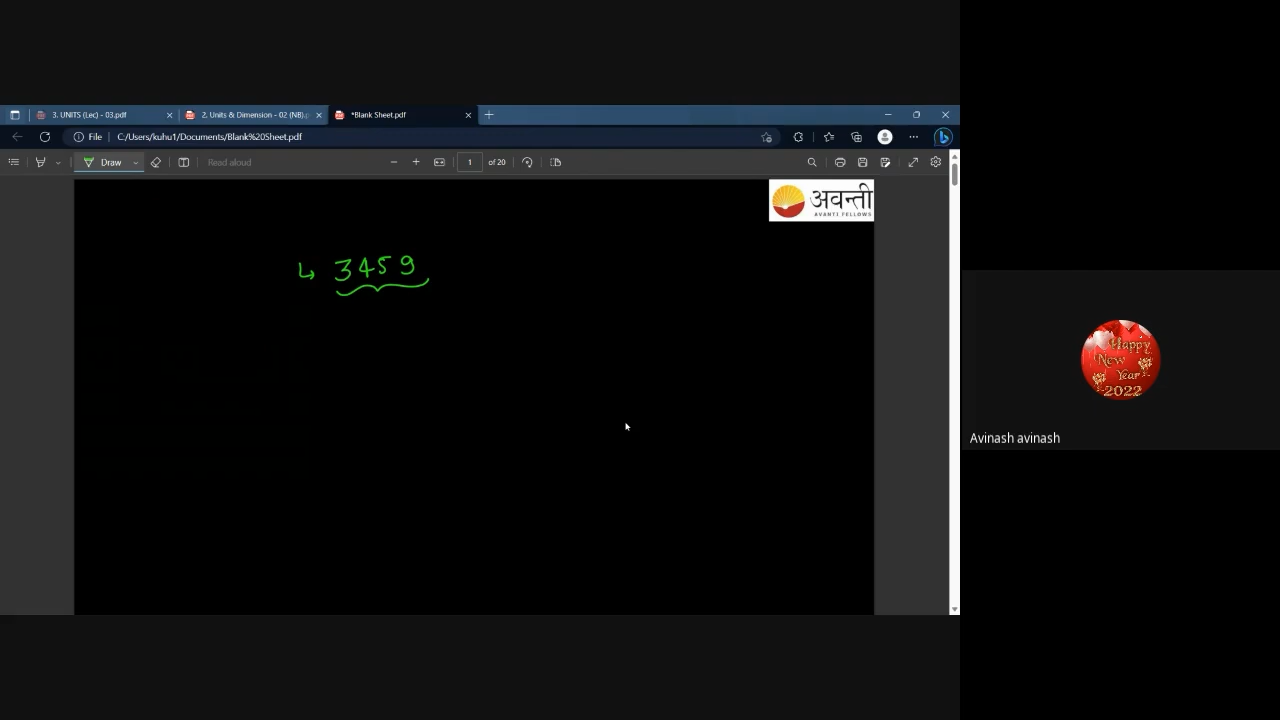 3. UNITS (Lec) - 03.pdf
2. Units & Dimension - 02 (NB).p
*Blank Sheet.pdf
File
C:/Users/kuhu1/Documents/Blank%20Sheet.pdf
Draw
Read aloud
1 of 20
अवन्ती
AVANTI FELLOWS
↳ 3459
Happy
New
Year
2022
Avinash avinash